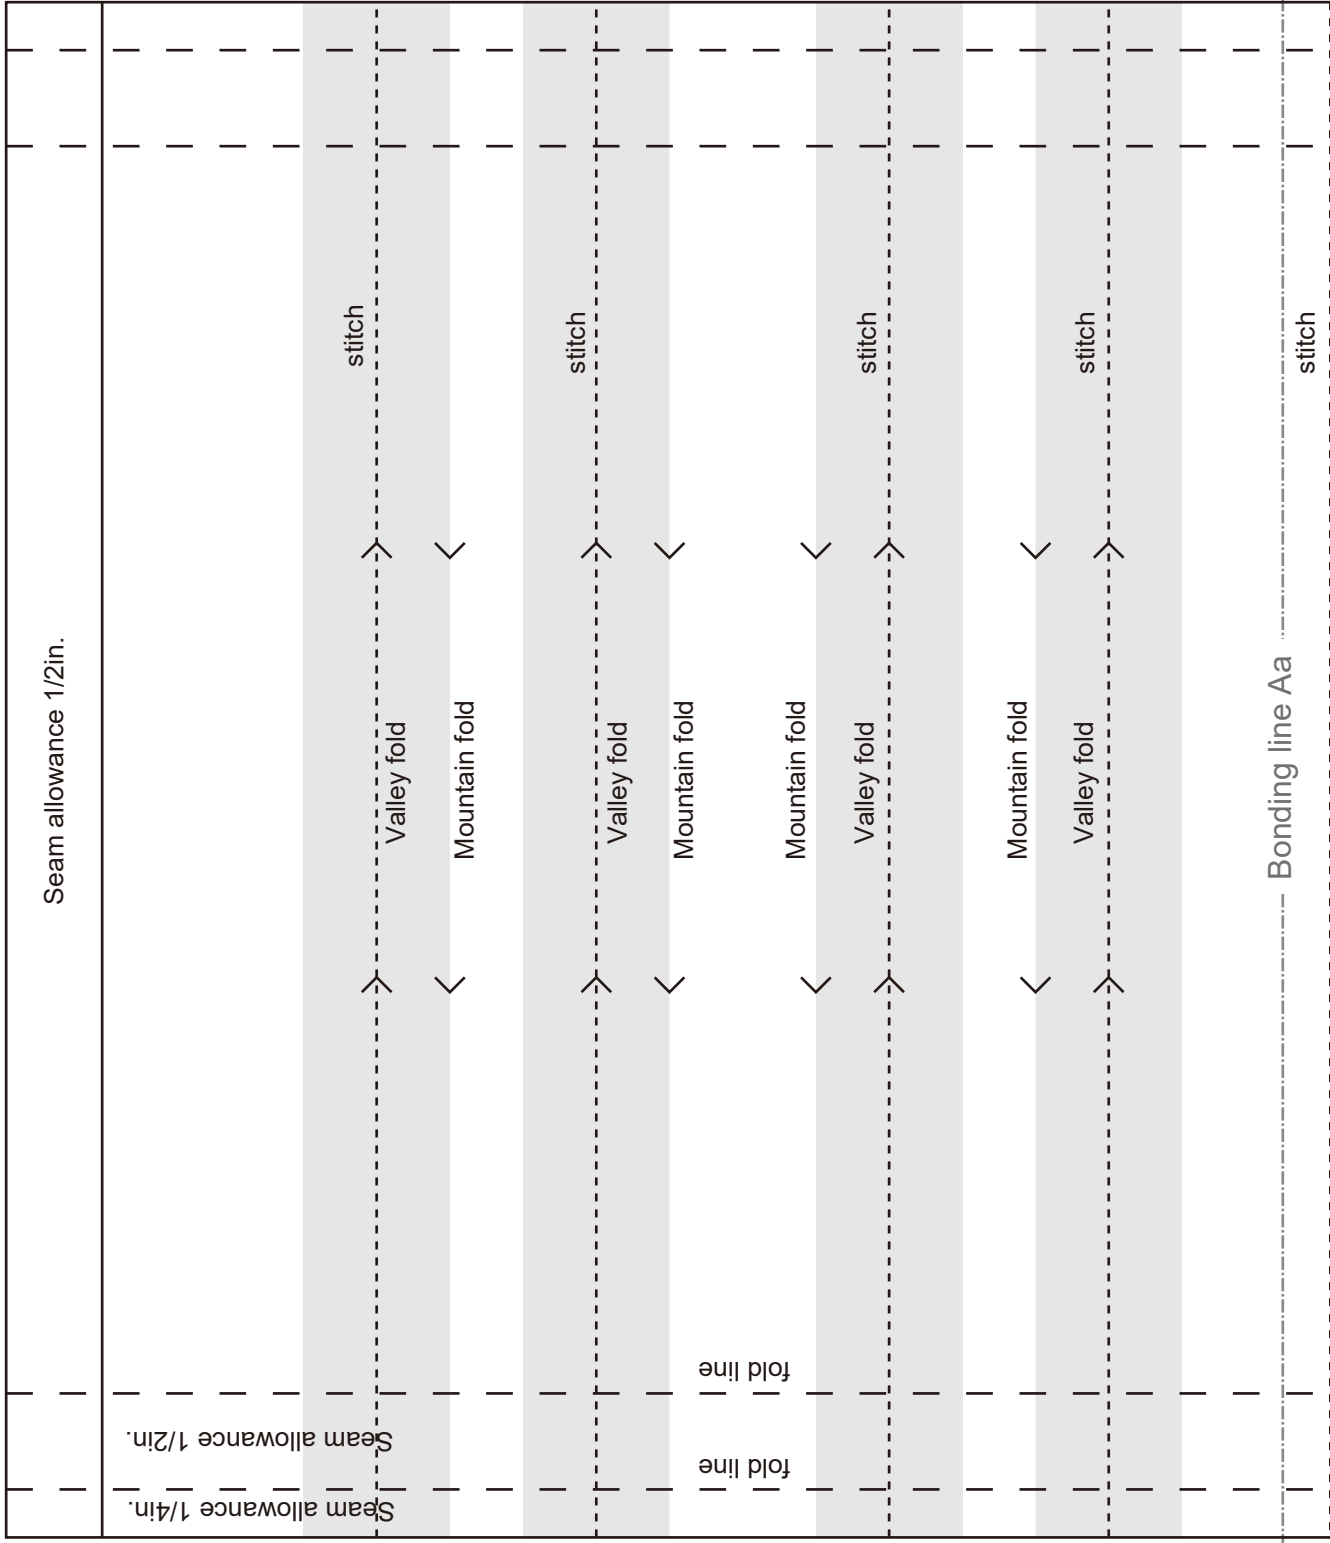 Seam allowance 1/2in.
stitch
stitch
stitch
stitch
stitch
Valley fold
Mountain fold
Valley fold
Mountain fold
Mountain fold
Valley fold
Mountain fold
Valley fold
Bonding line Aa
fold line
Seam allowance 1/2in.
fold line
Seam allowance 1/4in.